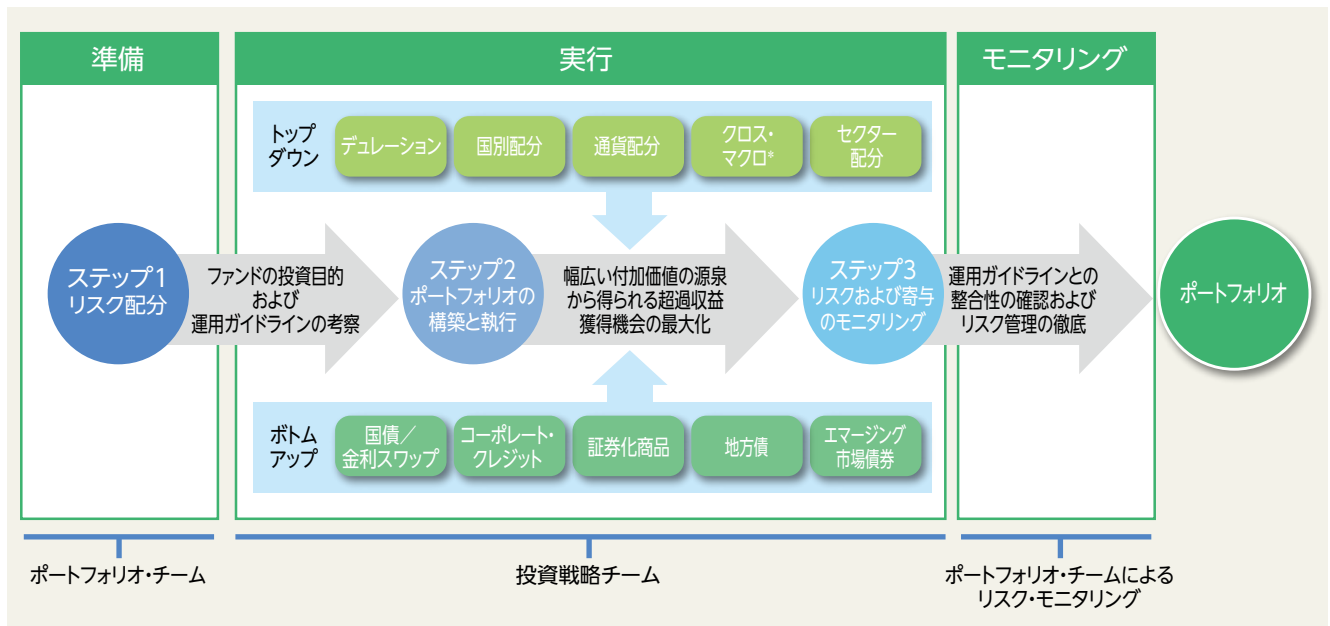 準備
実行
モニタリング
トップ
ダウン
デュレーション
国別配分
通貨配分
クロス・
マクロ*
セクター
配分
ステップ1
リスク配分
ファンドの投資目的
および
運用ガイドラインの考察
ステップ2
ポートフォリオの
構築と執行
幅広い付加価値の源泉
から得られる超過収益
獲得機会の最大化
ステップ3
リスクおよび寄与
のモニタリング
運用ガイドラインとの
整合性の確認および
リスク管理の徹底
ポートフォリオ
ボトム
アップ
国債／
金利スワップ
コーポレート・
クレジット
証券化商品
地方債
エマージング
市場債券
ポートフォリオ・チーム
投資戦略チーム
ポートフォリオ・チームによる
リスク・モニタリング